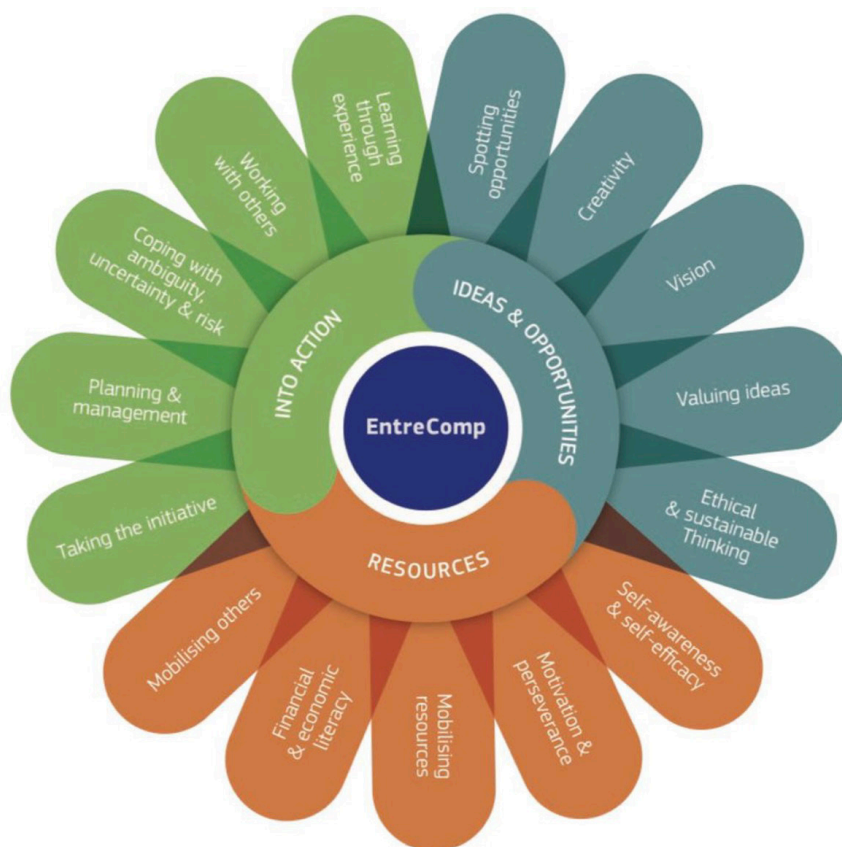 EntreComp
IDEAS & OPPORTUNITIES
Spotting
opportunities
Creativity
Vision
Valuing ideas
Ethical
& sustainable
Thinking
RESOURCES
Self-awareness
& self-efficacy
Motivation &
perseverance
Mobilising
resources
Financial
& economic
literacy
Mobilising others
INTO ACTION
Taking the initiative
Planning &
management
Coping with
ambiguity,
uncertainty & risk
Working
with others
Learning
through
experience